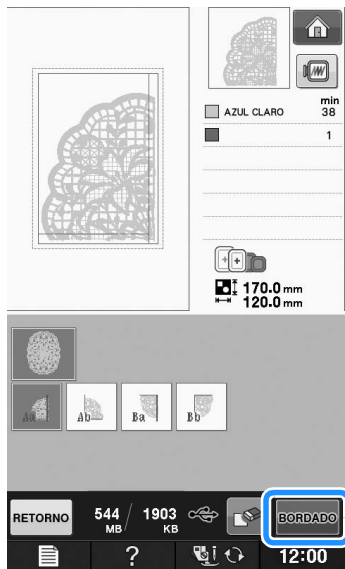 min
AZUL CLARO 38
1
170.0 mm
120.0 mm
Aa Ab Ba Bb
RETORNO 544 MB / 1903 KB BORDADO
? 12:00